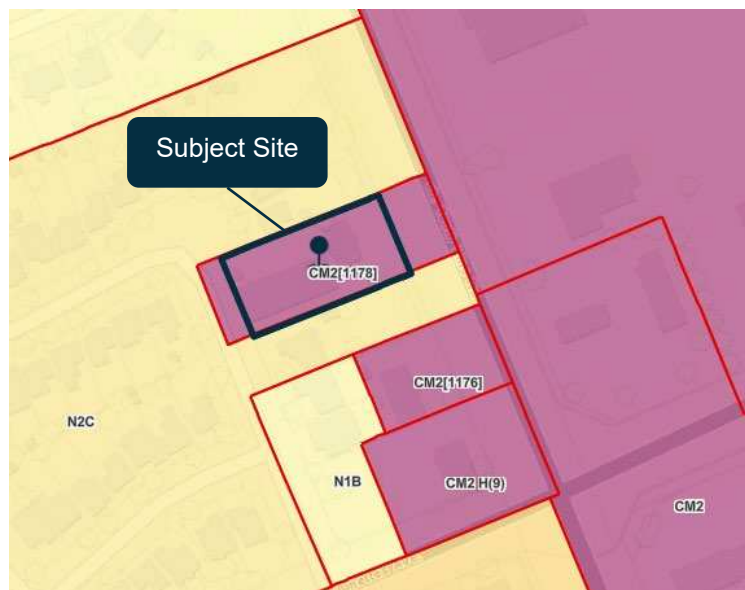 Subject Site
CM2[1178]
CM2[1176]
N2C
N1B
CM2 H(9)
CM2